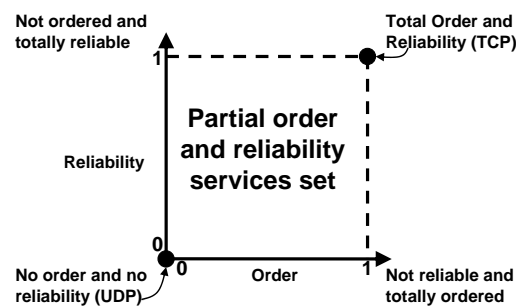 Not ordered and
totally reliable
Total Order and
Reliability (TCP)
1
Partial order
and reliability
services set
Reliability
0
0
Order
1
No order and no
reliability (UDP)
Not reliable and
totally ordered